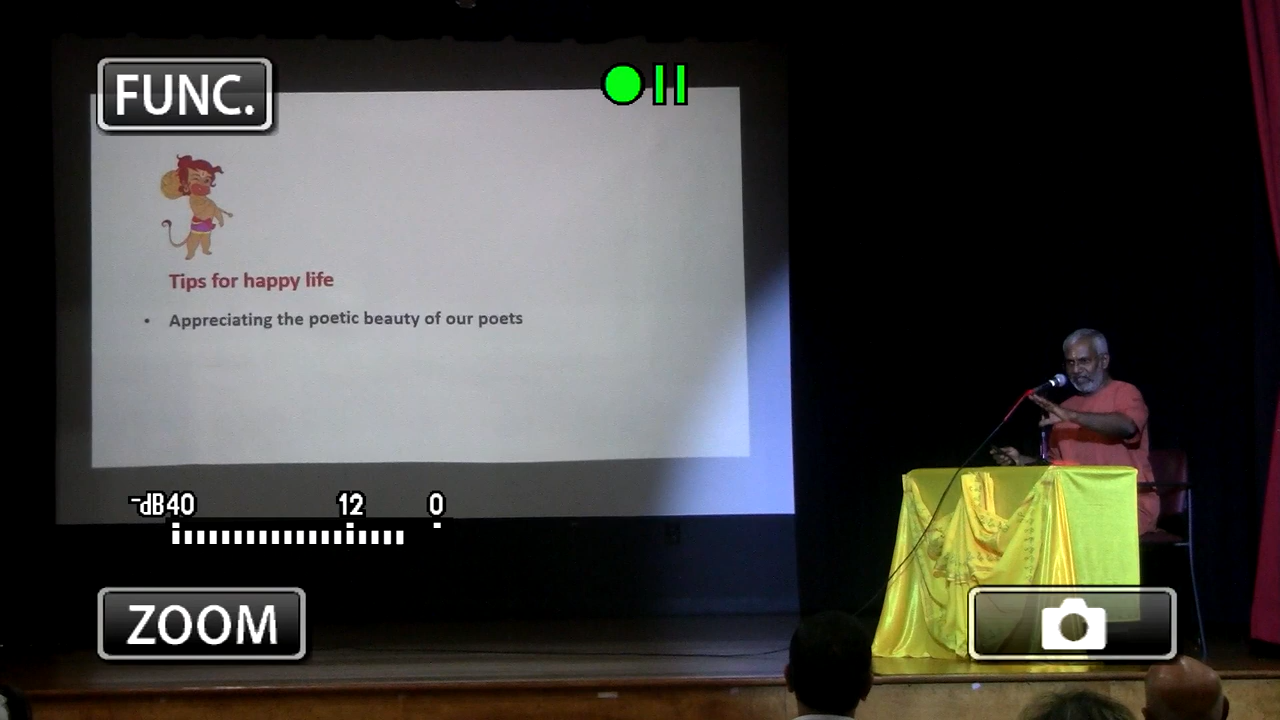 FUNC.
Tips for happy life
• Appreciating the poetic beauty of our poets
-dB40 12 0
ZOOM